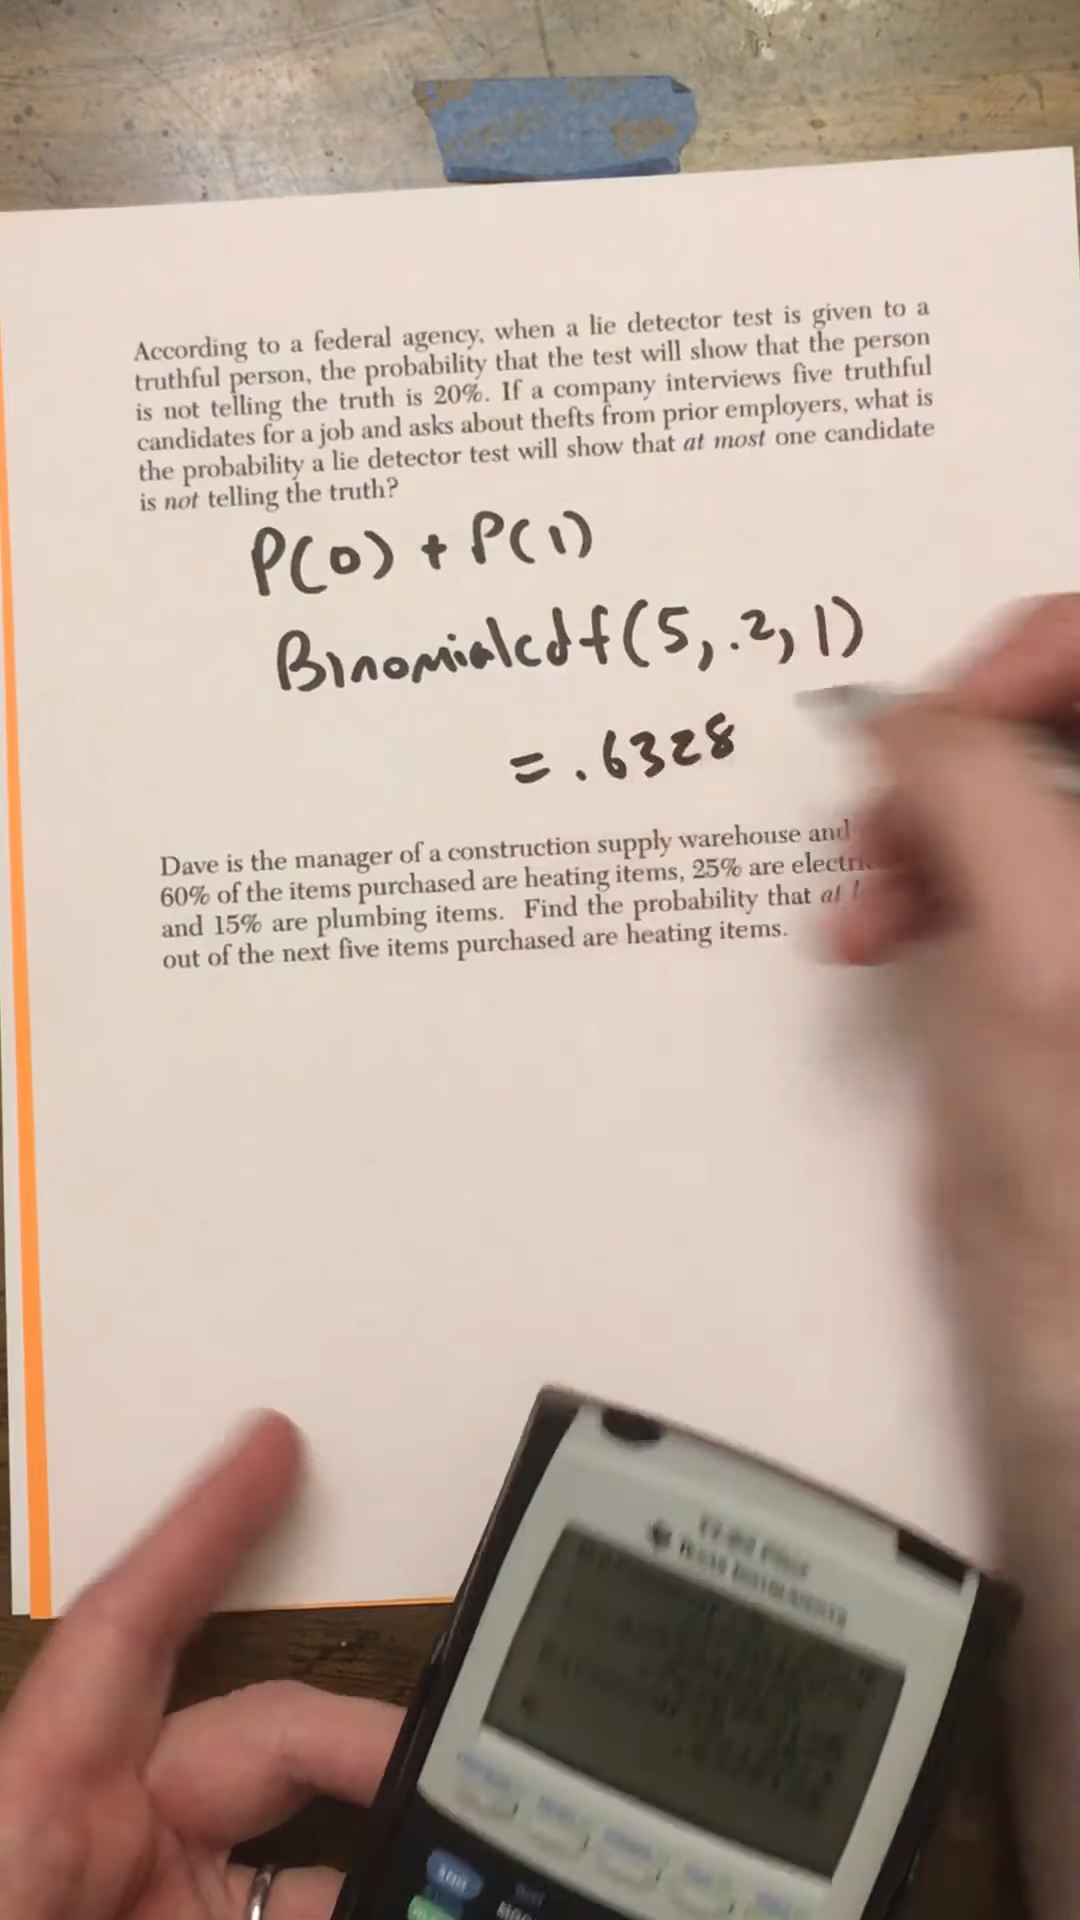 According to a federal agency, when a lie detector test is given to a
truthful person, the probability that the test will show that the person
is not telling the truth is 20%. If a company interviews five truthful
candidates for a job and asks about thefts from prior employers, what is
the probability a lie detector test will show that at most one candidate
is not telling the truth?
P(0) + P(1)
Binomialcdf(5, .2, 1)
= .6328
Dave is the manager of a construction supply warehouse and
60% of the items purchased are heating items, 25% are
and 15% are plumbing items. Find the probability that at
out of the next five items purchased are heating items.
TEXAS INSTRUMENTS